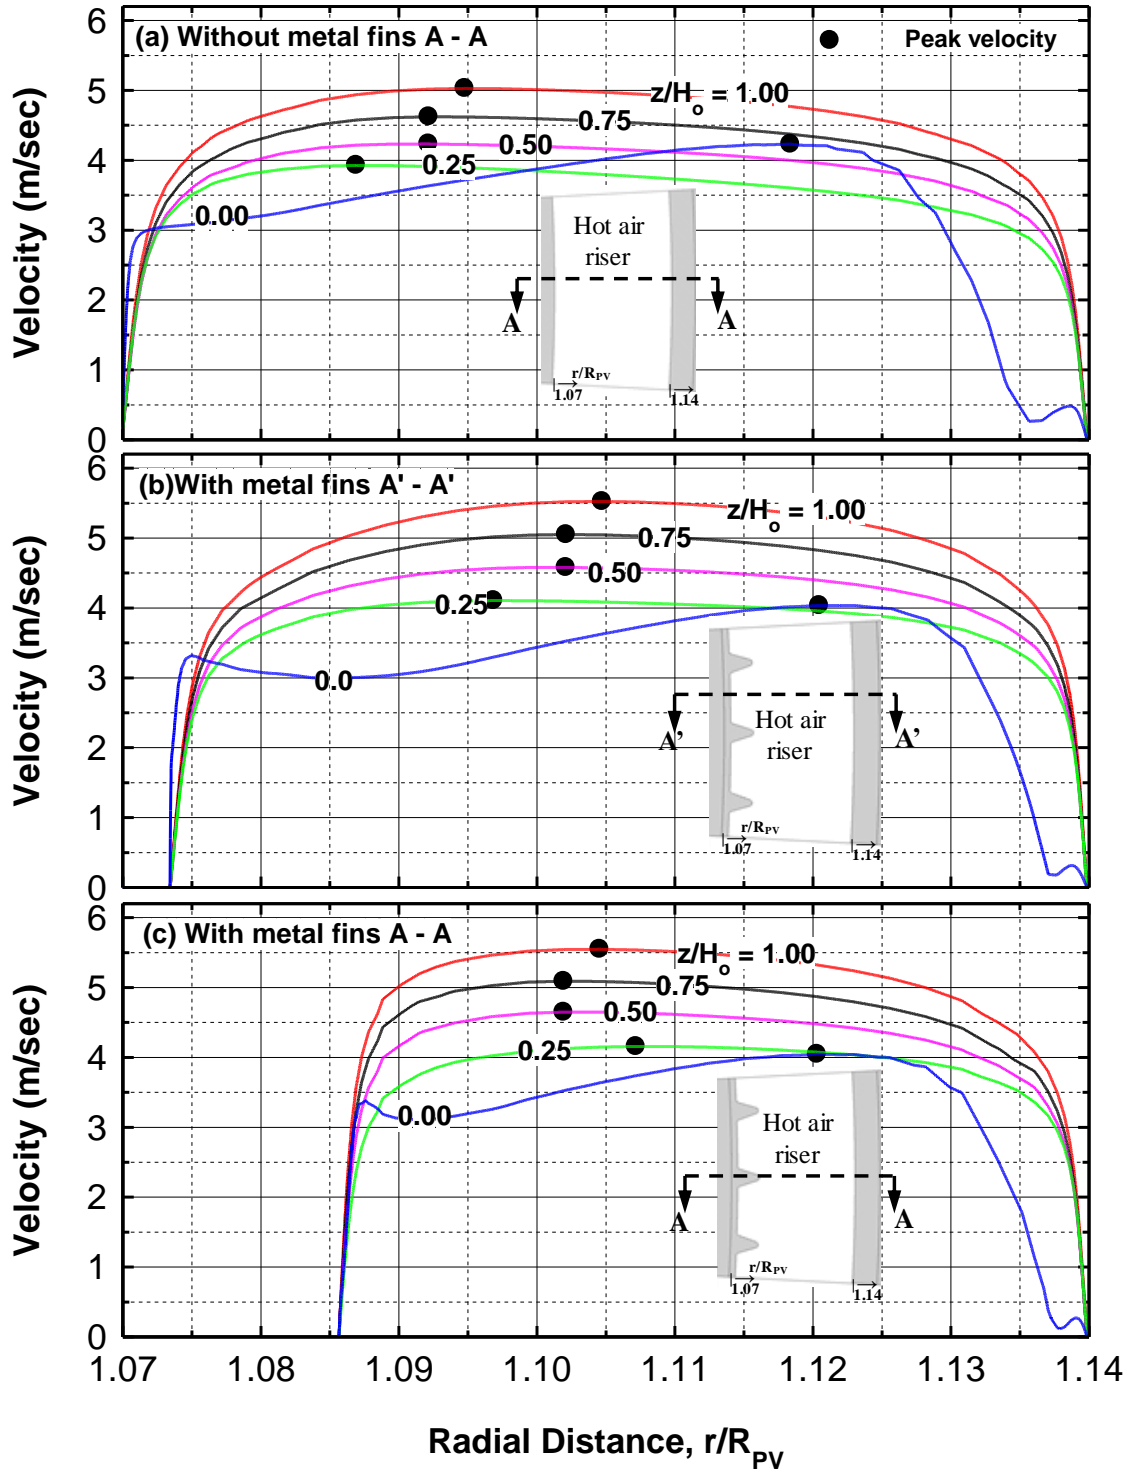 (a) Without metal fins A - A
Peak velocity
6
5
4
3
2
1
0
Velocity (m/sec)
z/Ho = 1.00
0.75
0.50
0.25
0.00
Hot air
riser
A
A
r/RPV
1.07
1.14
(b)With metal fins A' - A'
6
5
4
3
2
1
0
Velocity (m/sec)
z/Ho = 1.00
0.75
0.50
0.25
0.0
Hot air
riser
A'
A'
r/RPV
1.07
1.14
(c) With metal fins A - A
6
5
4
3
2
1
0
Velocity (m/sec)
z/Ho = 1.00
0.75
0.50
0.25
0.00
Hot air
riser
A
A
r/RPV
1.07
1.14
1.07 1.08 1.09 1.10 1.11 1.12 1.13 1.14
Radial Distance, r/RPV